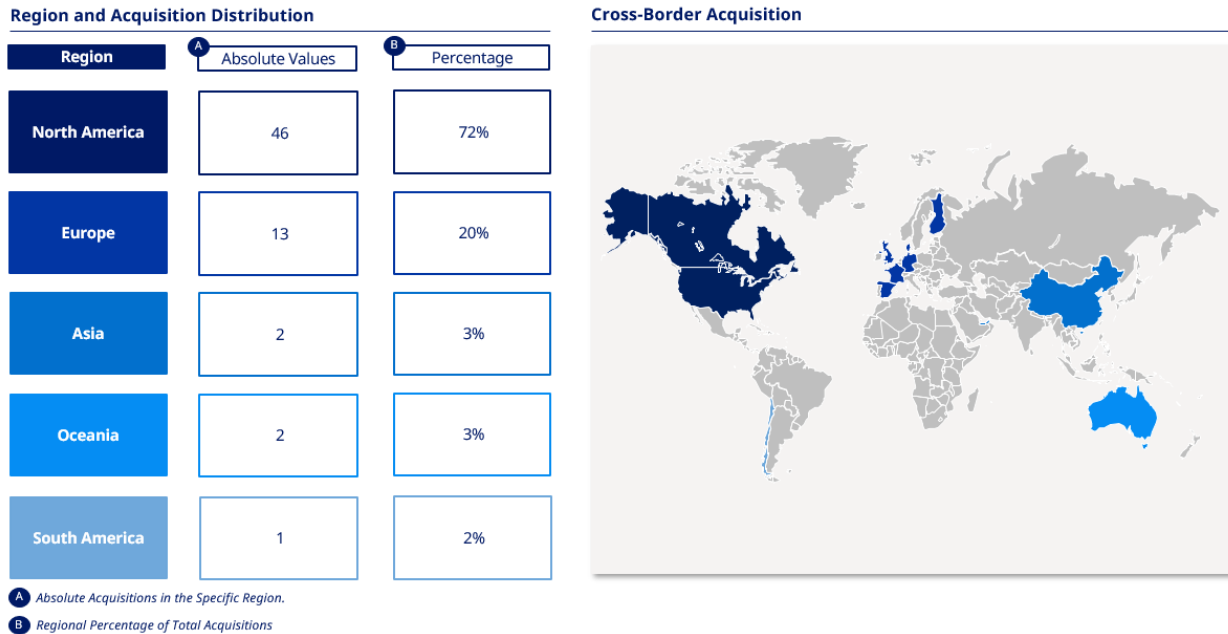 Region and Acquisition Distribution
Cross-Border Acquisition
Region
A
Absolute Values
B
Percentage
North America
46
72%
Europe
13
20%
Asia
2
3%
Oceania
2
3%
South America
1
2%
A Absolute Acquisitions in the Specific Region.
B Regional Percentage of Total Acquisitions